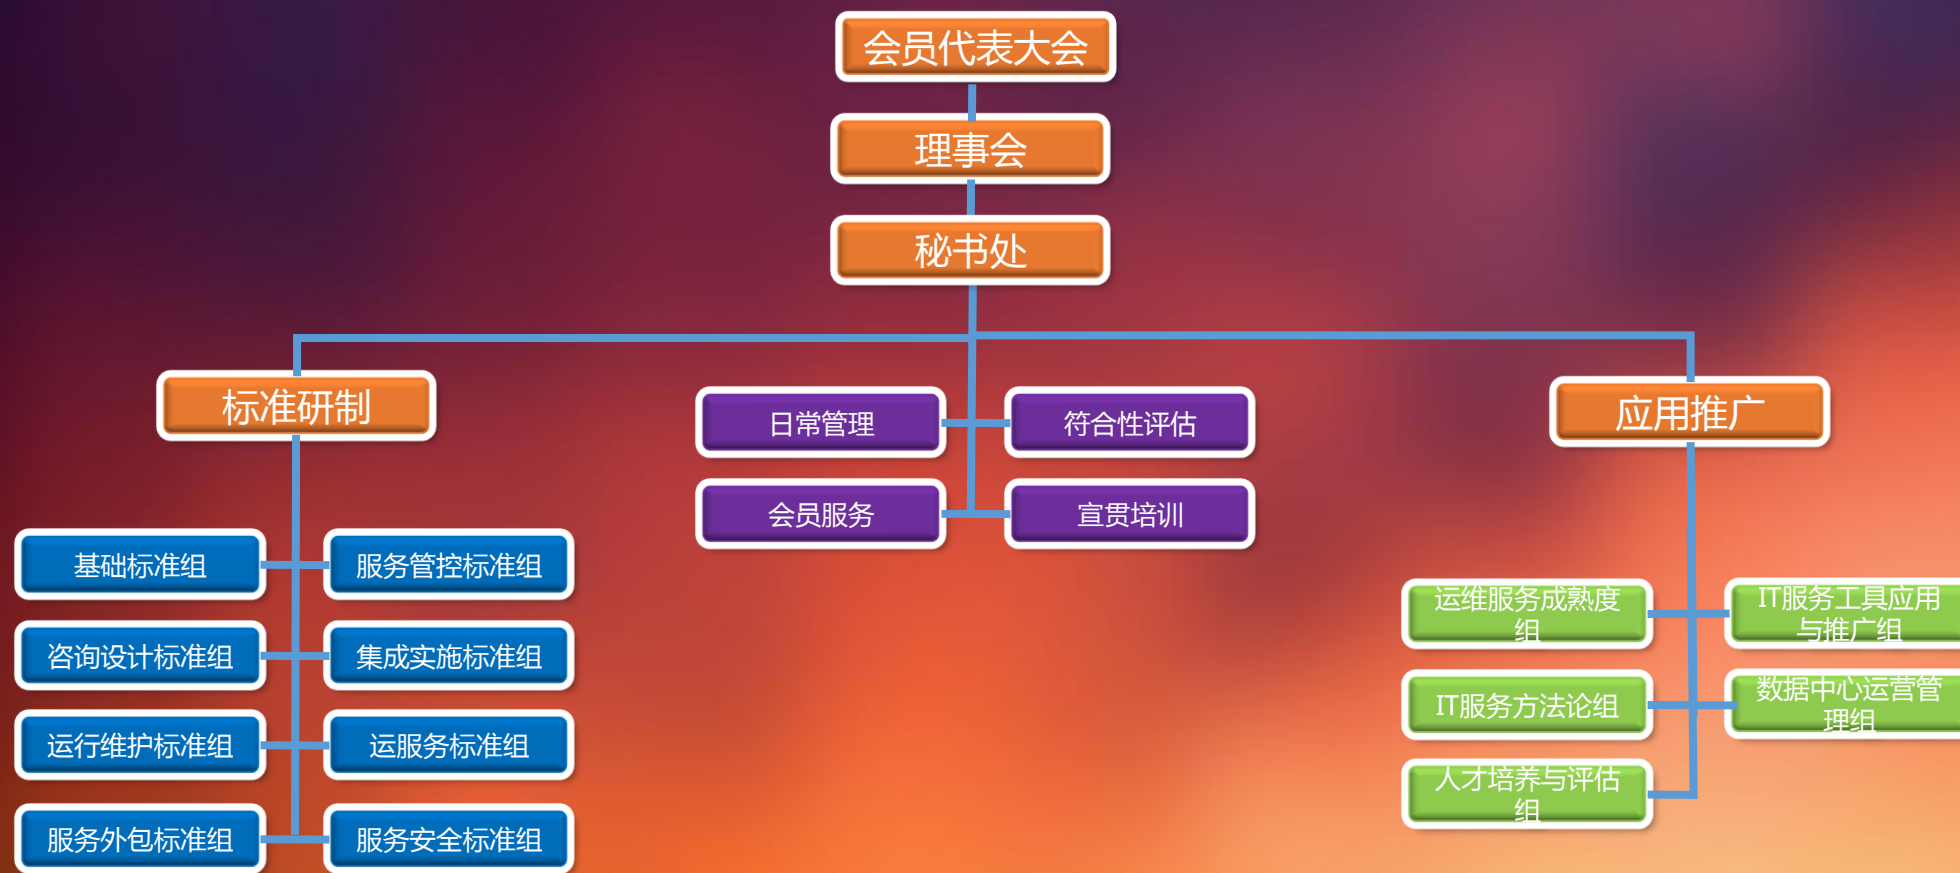 会员代表大会
理事会
秘书处
标准研制
日常管理
符合性评估
会员服务
宣贯培训
应用推广
基础标准组
服务管控标准组
咨询设计标准组
集成实施标准组
运行维护标准组
运服务标准组
服务外包标准组
服务安全标准组
运维服务成熟度
组
IT服务工具应用
与推广组
IT服务方法论组
数据中心运营管
理组
人才培养与评估
组